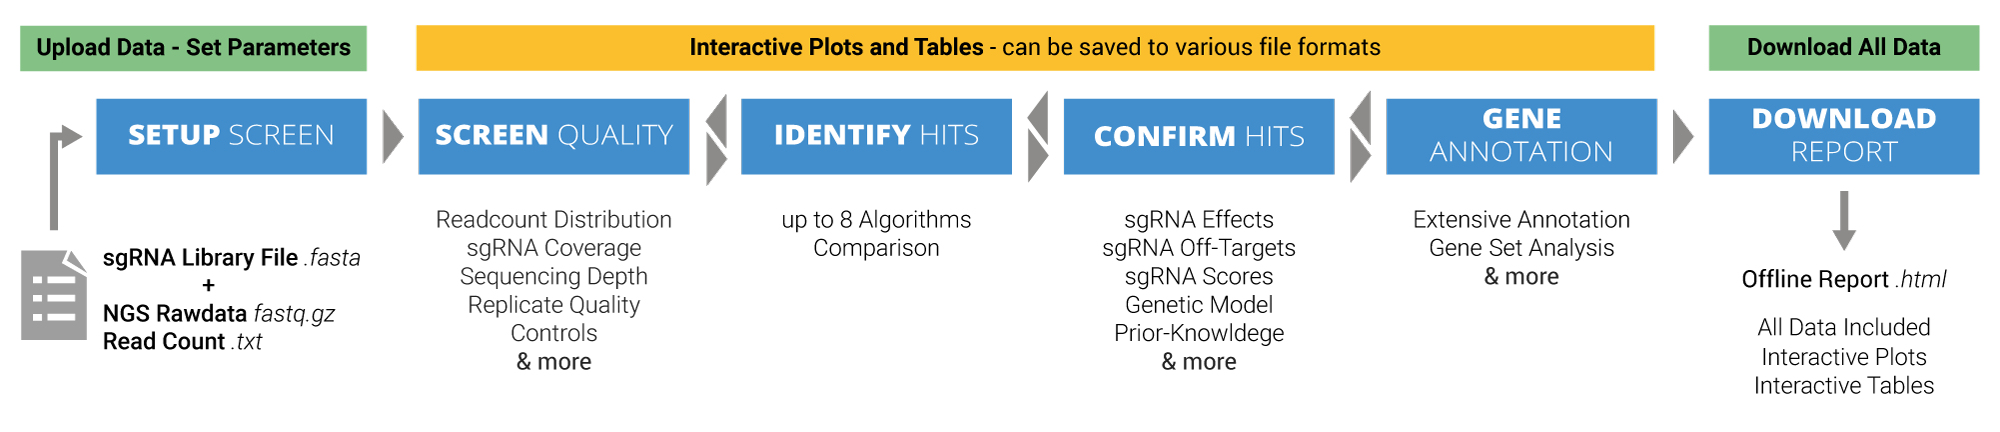 Upload Data - Set Parameters
Interactive Plots and Tables - can be saved to various file formats
Download All Data
SETUP SCREEN
SCREEN QUALITY
IDENTIFY HITS
CONFIRM HITS
GENE
ANNOTATION
DOWNLOAD
REPORT
sgRNA Library File .fasta
+
NGS Rawdata fastq.gz
Read Count .txt
Readcount Distribution
sgRNA Coverage
Sequencing Depth
Replicate Quality
Controls
& more
up to 8 Algorithms
Comparison
sgRNA Effects
sgRNA Off-Targets
sgRNA Scores
Genetic Model
Prior-Knowldege
& more
Extensive Annotation
Gene Set Analysis
& more
Offline Report .html
All Data Included
Interactive Plots
Interactive Tables